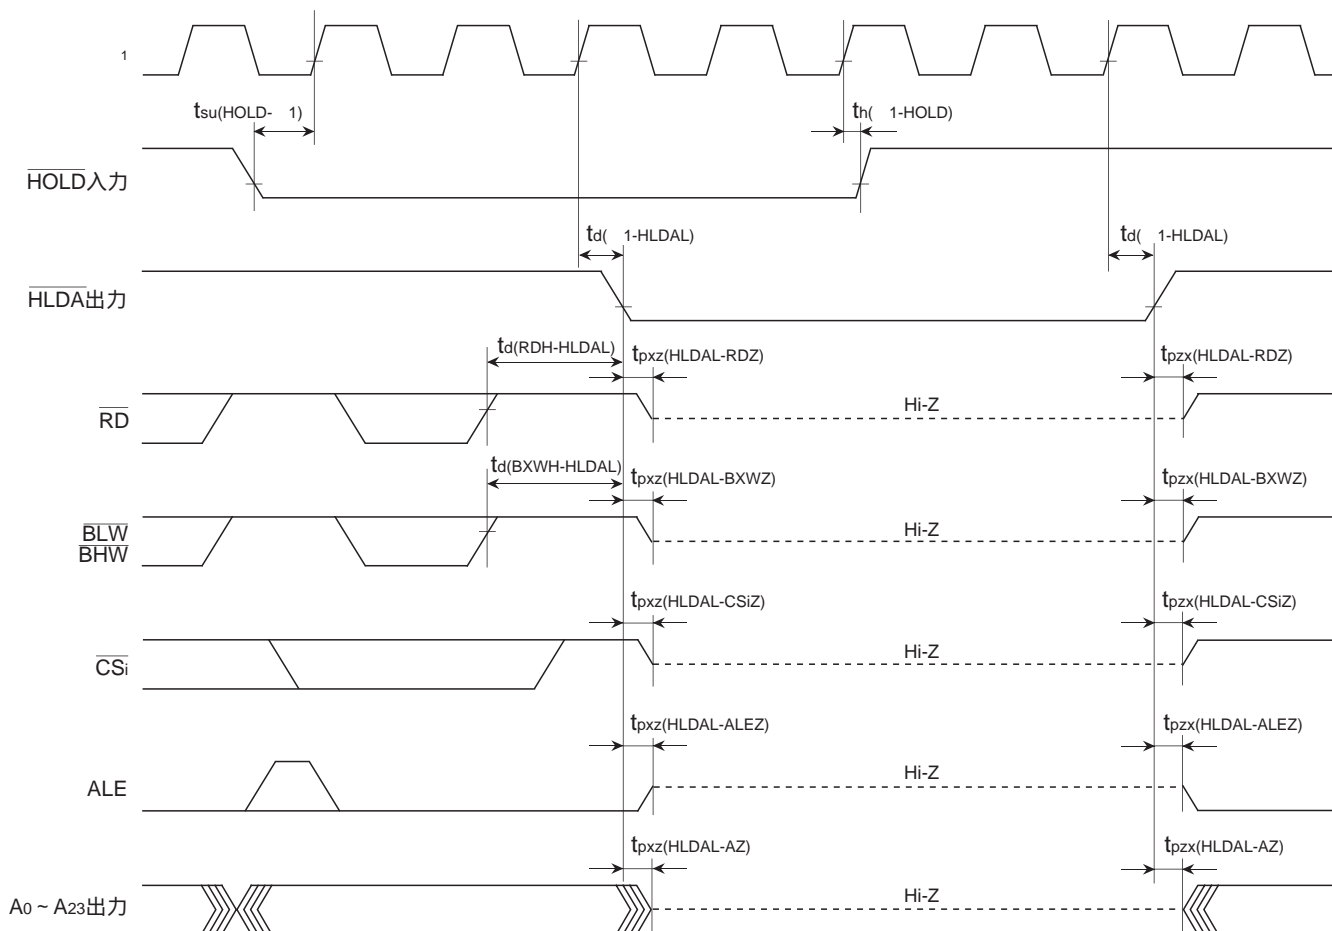 1
tsu(HOLD- 1)
th( 1-HOLD)
HOLD入力
td( 1-HLDAL)
td( 1-HLDAL)
HLDA出力
td(RDH-HLDAL)
tpxz(HLDAL-RDZ)
tpzx(HLDAL-RDZ)
Hi-Z
RD
td(BXWH-HLDAL)
tpxz(HLDAL-BXWZ)
tpzx(HLDAL-BXWZ)
Hi-Z
BLW
BHW
tpxz(HLDAL-CSiZ)
tpzx(HLDAL-CSiZ)
Hi-Z
CSi
tpxz(HLDAL-ALEZ)
tpzx(HLDAL-ALEZ)
Hi-Z
ALE
tpxz(HLDAL-AZ)
tpzx(HLDAL-AZ)
Hi-Z
A0 ~ A23出力